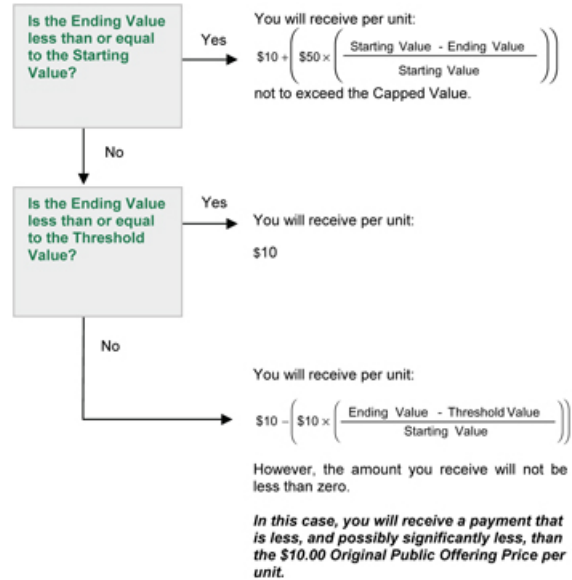 Is the Ending Value
less than or equal
to the Starting
Value?
Yes
You will receive per unit:
$10 + ( $50 × ( Starting Value - Ending Value
Starting Value ) )
not to exceed the Capped Value.
No
Is the Ending Value
less than or equal
to the Threshold
Value?
Yes
You will receive per unit:
$10
No
You will receive per unit:
$10 – ( $10 × ( Ending Value - Threshold Value
Starting Value ) )
However, the amount you receive will not be
less than zero.
In this case, you will receive a payment that
is less, and possibly significantly less, than
the $10.00 Original Public Offering Price per
unit.